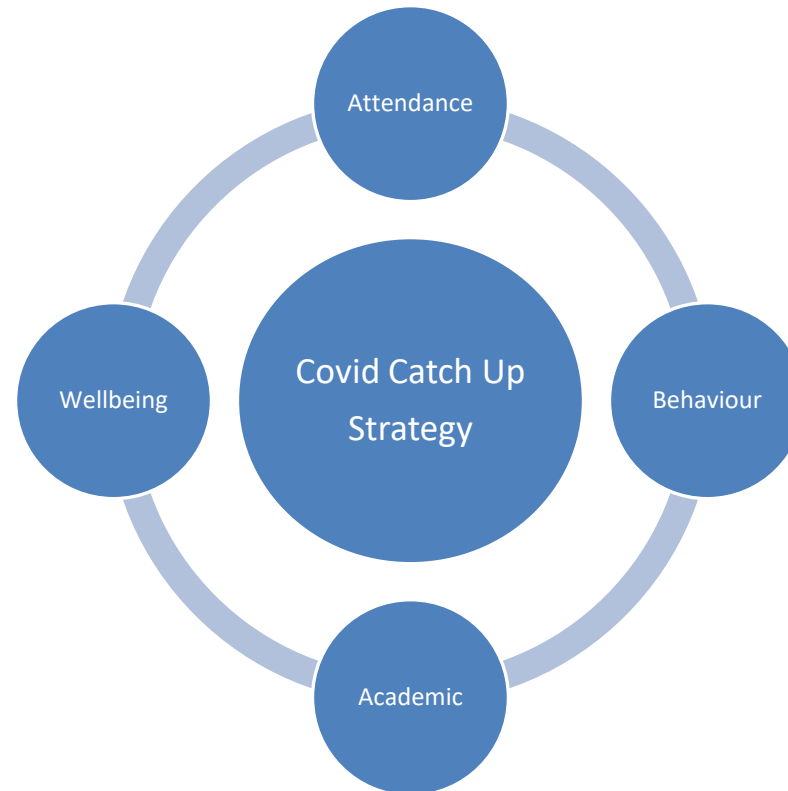 Attendance
Wellbeing
Covid Catch Up
Strategy
Behaviour
Academic